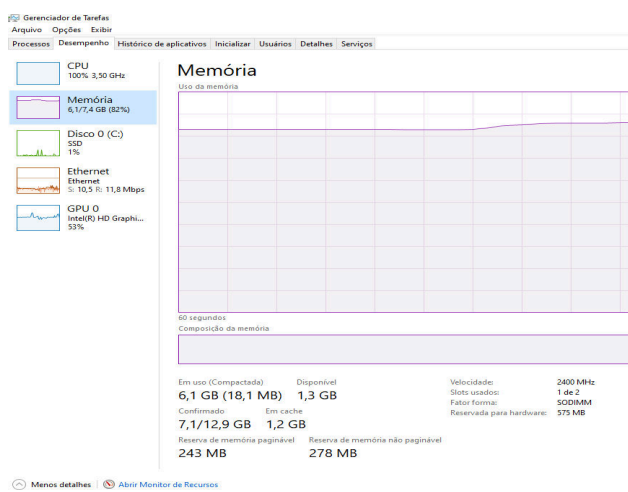 Gerenciador de Tarefas
Arquivo Opções Exibir
Processos Desempenho Histórico de aplicativos Inicializar Usuários Detalhes Serviços
CPU
100% 3,50 GHz
Memória
6,1/7,4 GB (82%)
Disco 0 (C:)
SSD
1%
Ethernet
Ethernet
S: 10,5 R: 11,8 Mbps
GPU 0
Intel(R) HD Graphi...
53%
Memória
Uso da memória
60 segundos
Composição da memória
Em uso (Compactada) Disponível
6,1 GB (18,1 MB) 1,3 GB
Confirmado Em cache
7,1/12,9 GB 1,2 GB
Reserva de memória paginável Reserva de memória não paginável
243 MB 278 MB
Velocidade: 2400 MHz
Slots usados: 1 de 2
Fator forma: SODIMM
Reservada para hardware: 575 MB
Menos detalhes Abrir Monitor de Recursos